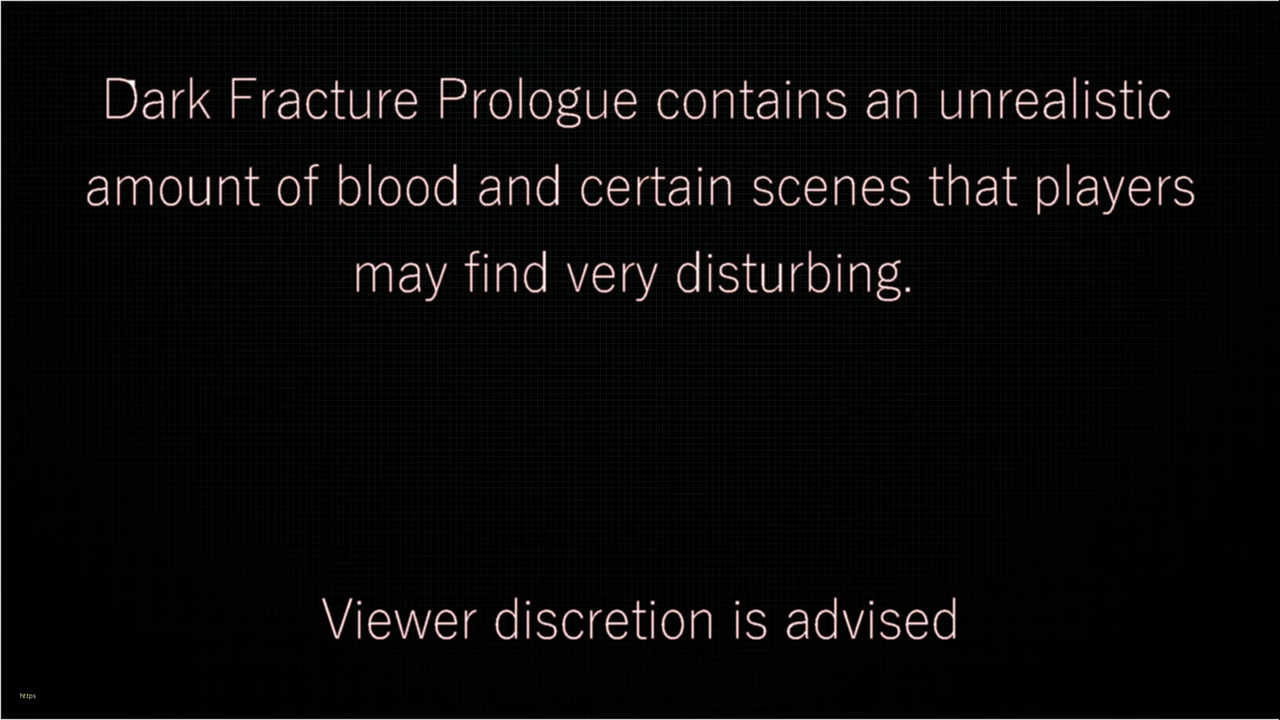 Dark Fracture Prologue contains an unrealistic
amount of blood and certain scenes that players
may find very disturbing.
Viewer discretion is advised
https